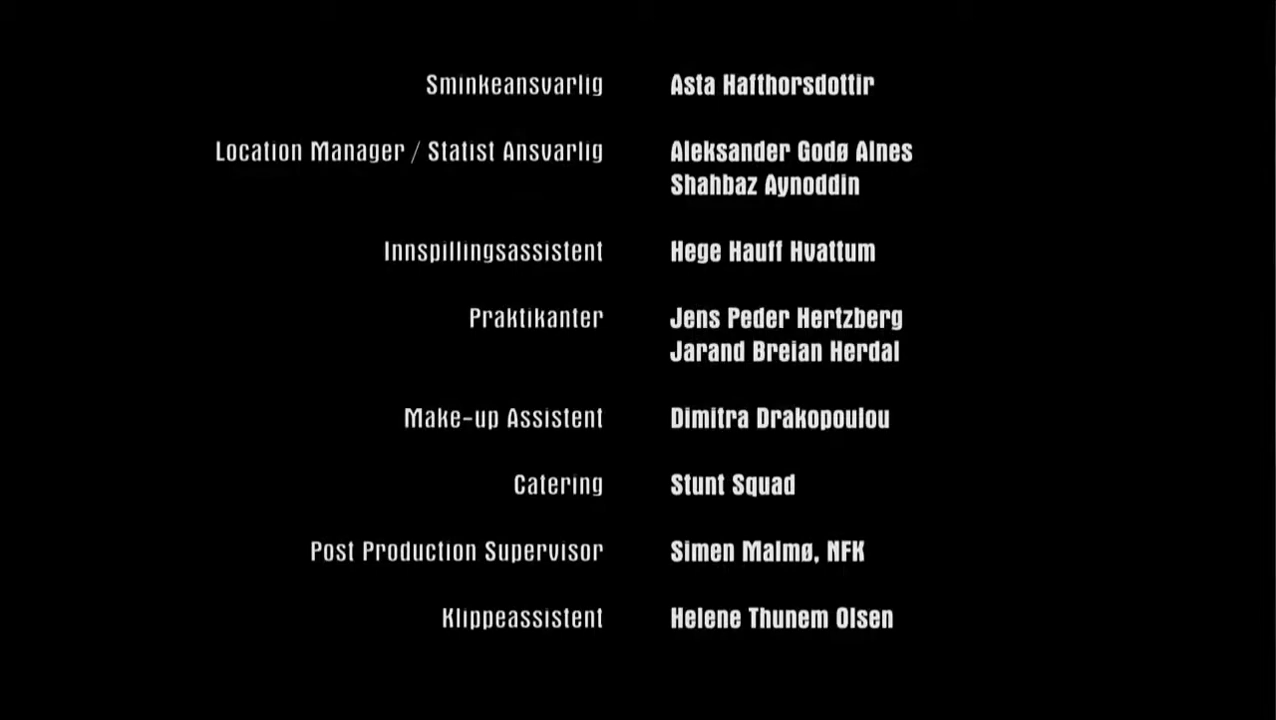 Sminkeansvarlig Asta Hafthorsdottir
Location Manager / Statist Ansvarlig Aleksander Godø Alnes
Shahbaz Aynoddin
Innspillingsassistent Hege Hauff Hvattum
Praktikanter Jens Peder Hertzberg
Jarand Breian Herdal
Make-up Assistent Dimitra Drakopoulou
Catering Stunt Squad
Post Production Supervisor Simen Malmø, NFK
Klippeassistent Helene Thunem Olsen